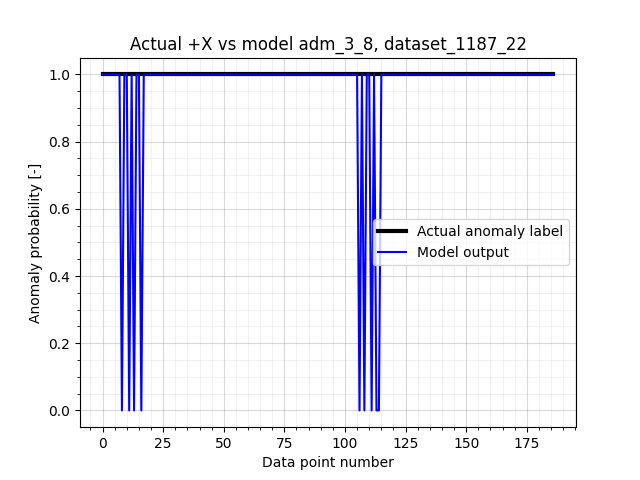 Actual +X vs model adm_3_8, dataset_1187_22
Anomaly probability [-]
1.0
0.8
0.6
0.4
0.2
0.0
Actual anomaly label
Model output
0 25 50 75 100 125 150 175
Data point number